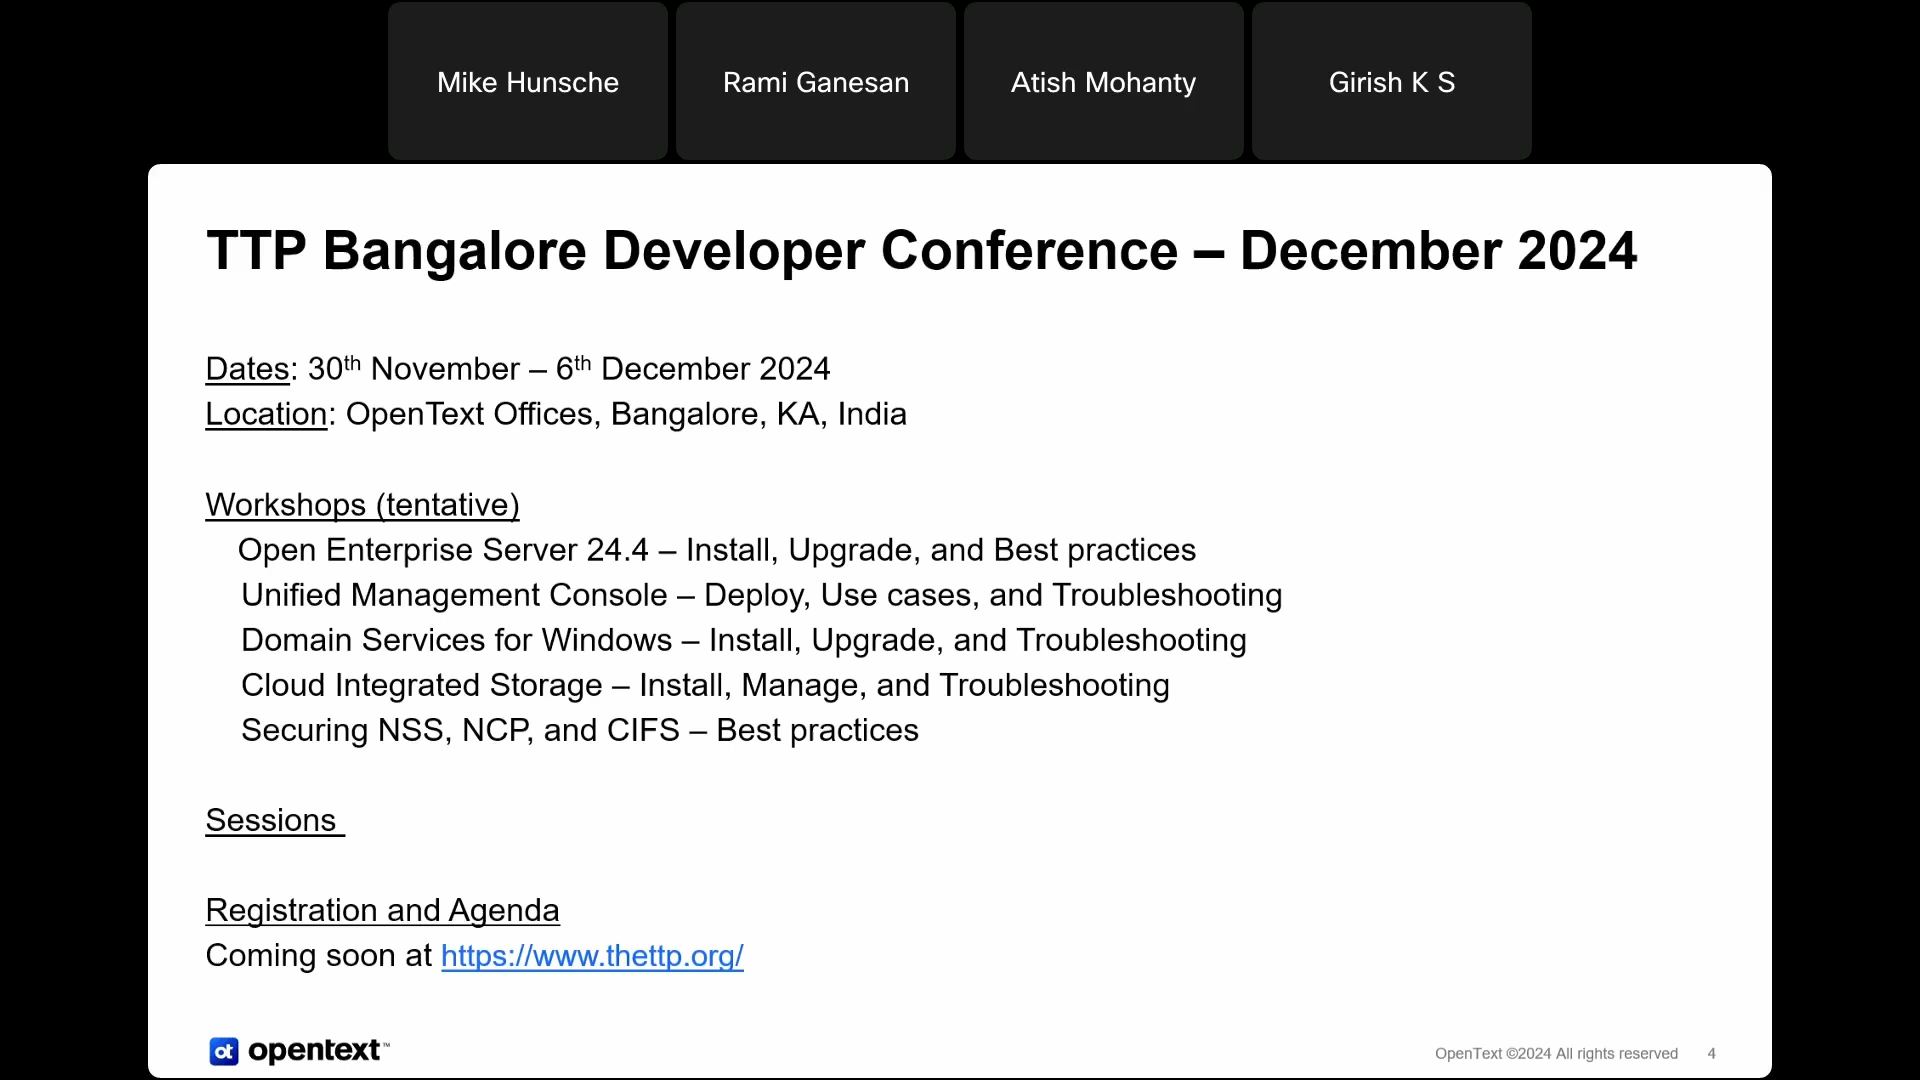 Mike Hunsche
Rami Ganesan
Atish Mohanty
Girish K S
TTP Bangalore Developer Conference – December 2024
Dates: 30th November – 6th December 2024
Location: OpenText Offices, Bangalore, KA, India
Workshops (tentative)
Open Enterprise Server 24.4 – Install, Upgrade, and Best practices
Unified Management Console – Deploy, Use cases, and Troubleshooting
Domain Services for Windows – Install, Upgrade, and Troubleshooting
Cloud Integrated Storage – Install, Manage, and Troubleshooting
Securing NSS, NCP, and CIFS – Best practices
Sessions
Registration and Agenda
Coming soon at https://www.thettp.org/
ot opentext™
OpenText ©2024 All rights reserved 4